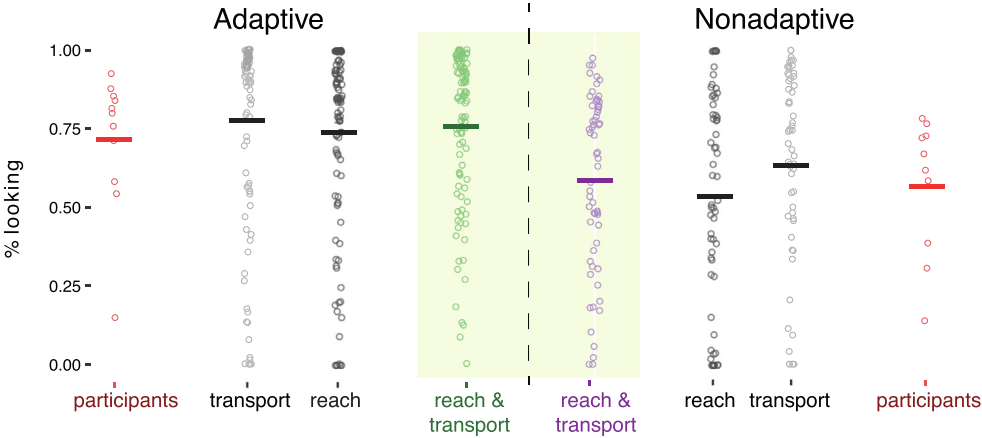 Adaptive
Nonadaptive
% looking
1.00
0.75
0.50
0.25
0.00
participants
transport
reach
reach &
transport
reach &
transport
reach
transport
participants